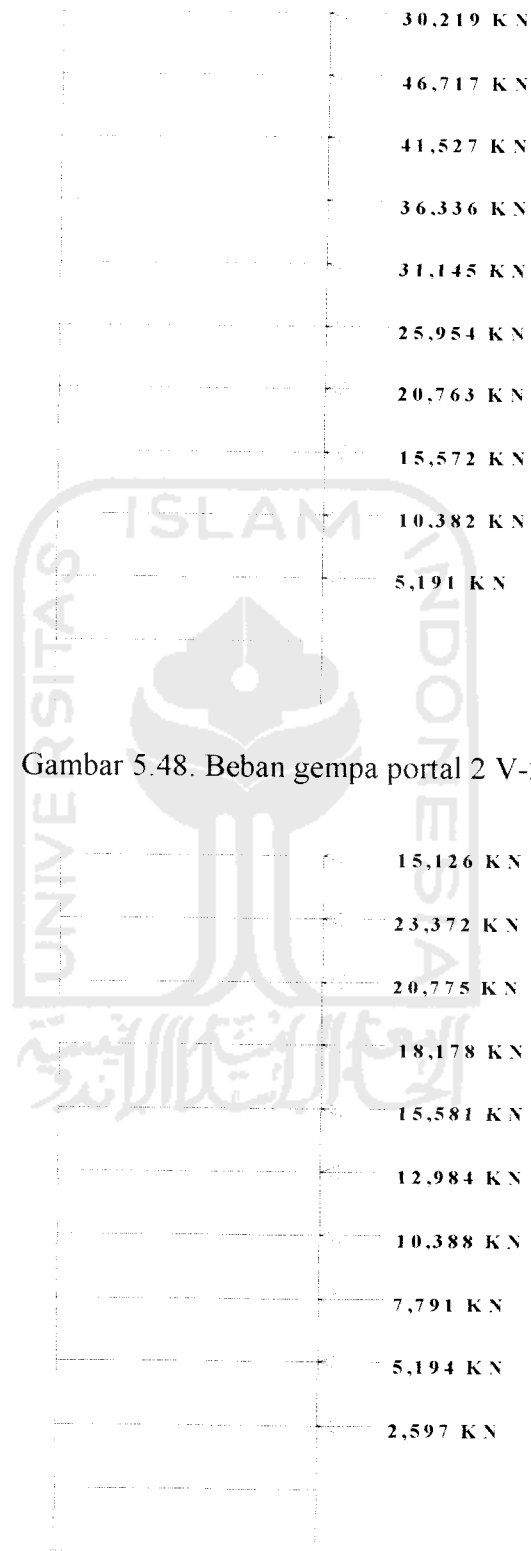 30,219 KN
46,717 KN
41,527 KN
36,336 KN
31,145 KN
25,954 KN
20,763 KN
15,572 KN
10,382 KN
5,191 KN
UNIVERSITAS
ISLAM
INDONESIA
Gambar 5.48. Beban gempa portal 2 V-
15,126 KN
23,372 KN
20,775 KN
18,178 KN
15,581 KN
12,984 KN
10,388 KN
7,791 KN
5,194 KN
2,597 KN